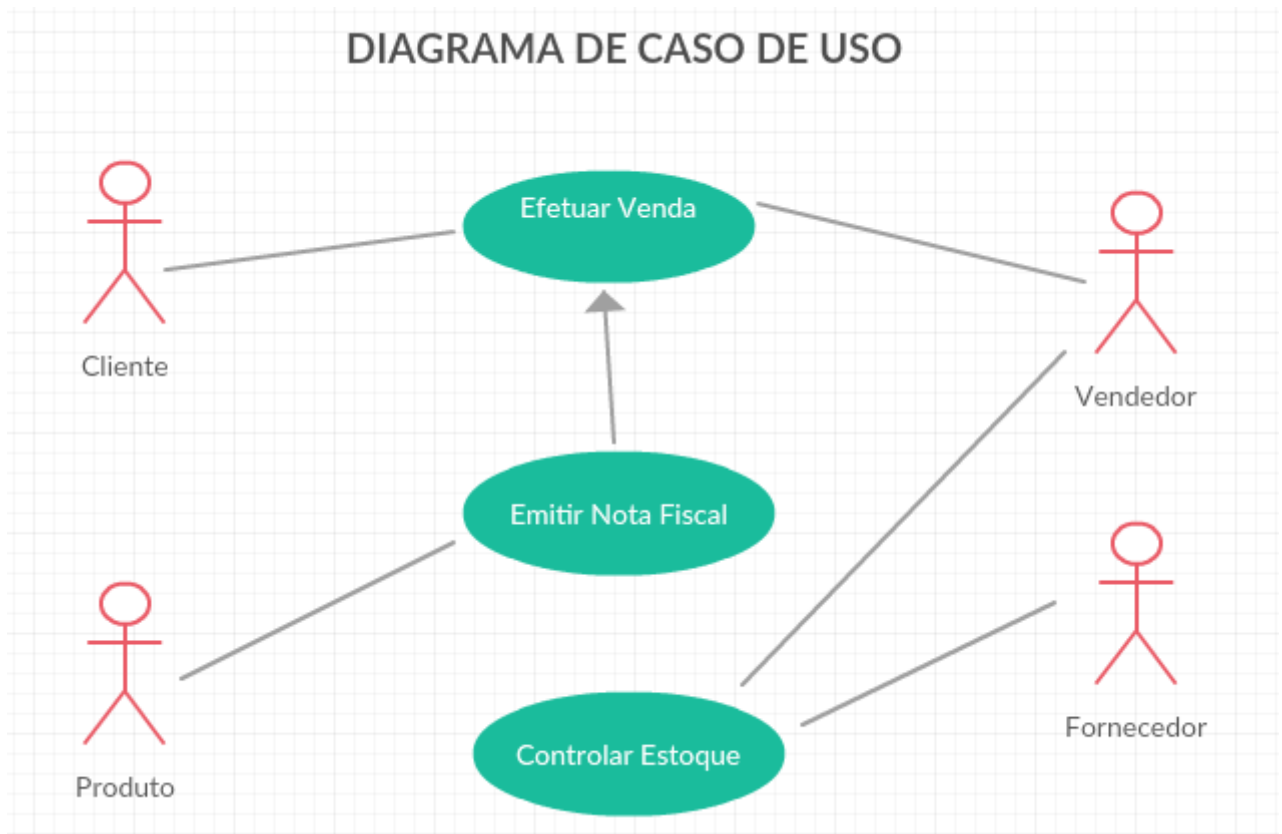 DIAGRAMA DE CASO DE USO
Efetuar Venda
Cliente
Vendedor
Emitir Nota Fiscal
Fornecedor
Controlar Estoque
Produto